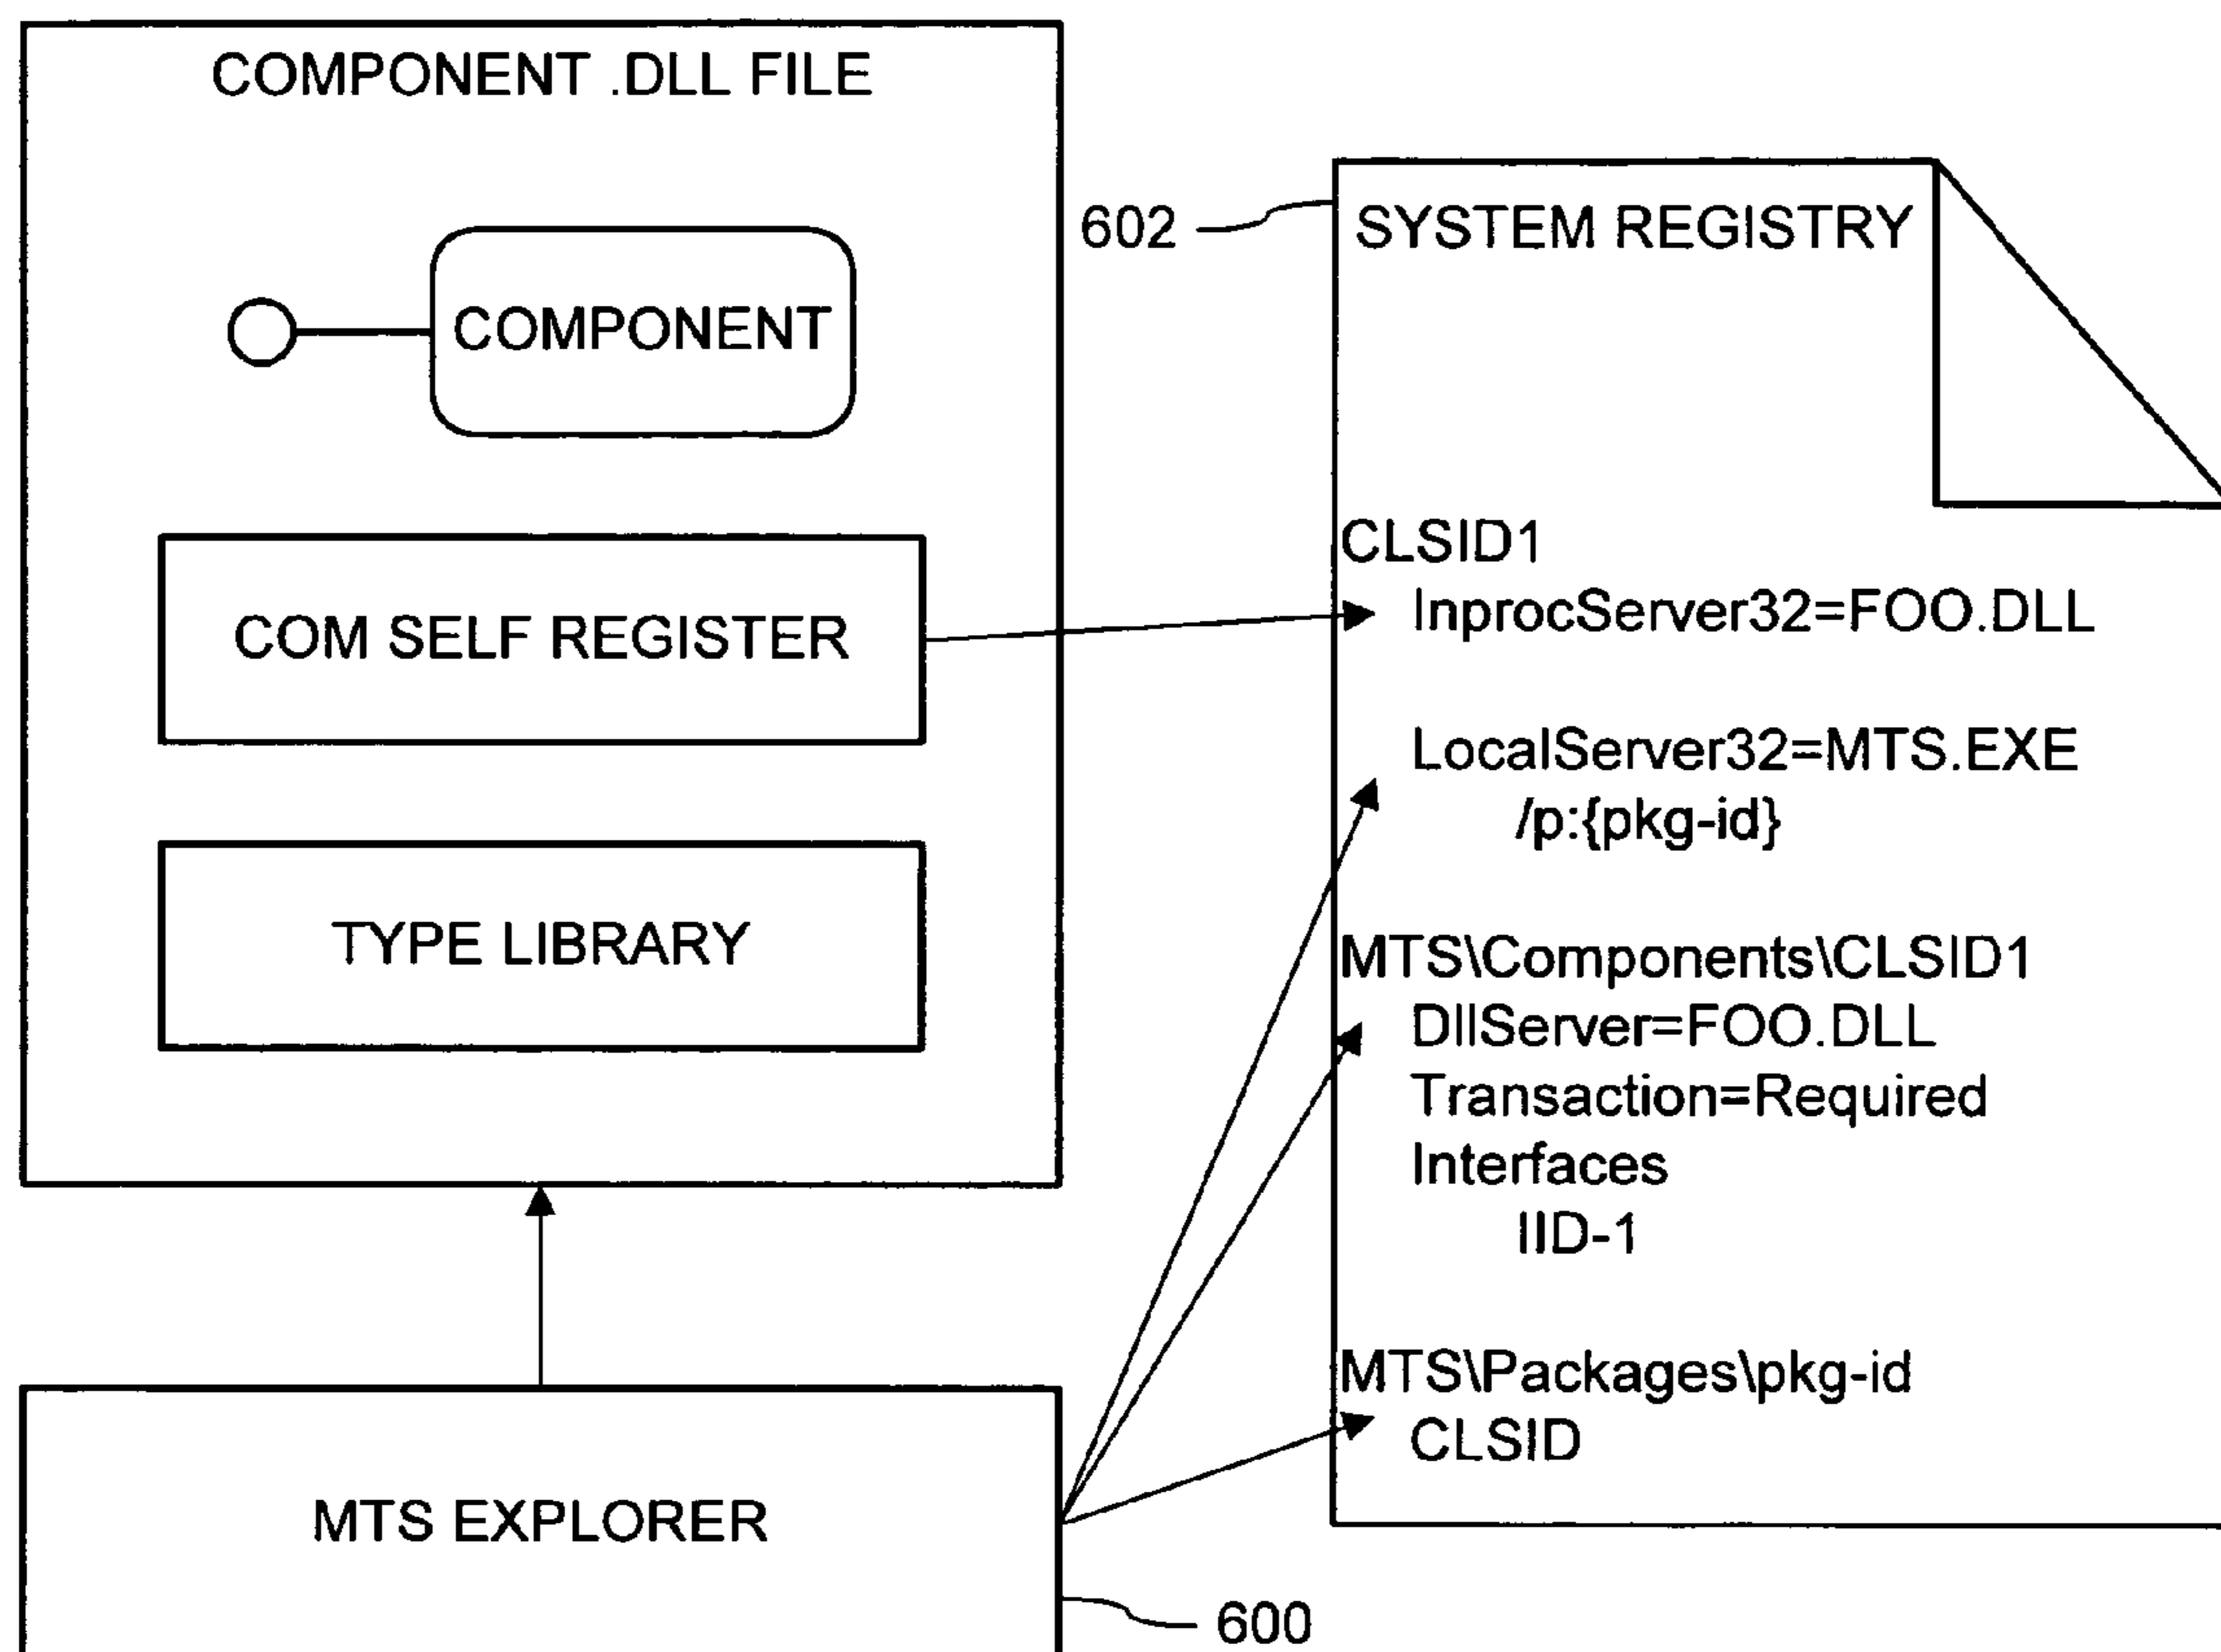 COMPONENT .DLL FILE
COMPONENT
COM SELF REGISTER
TYPE LIBRARY
MTS EXPLORER
600
602
SYSTEM REGISTRY
CLSID1
InprocServer32=FOO.DLL
LocalServer32=MTS.EXE
/p:{pkg-id}
MTS\Components\CLSID1
DllServer=FOO.DLL
Transaction=Required
Interfaces
IID-1
MTS\Packages\pkg-id
CLSID